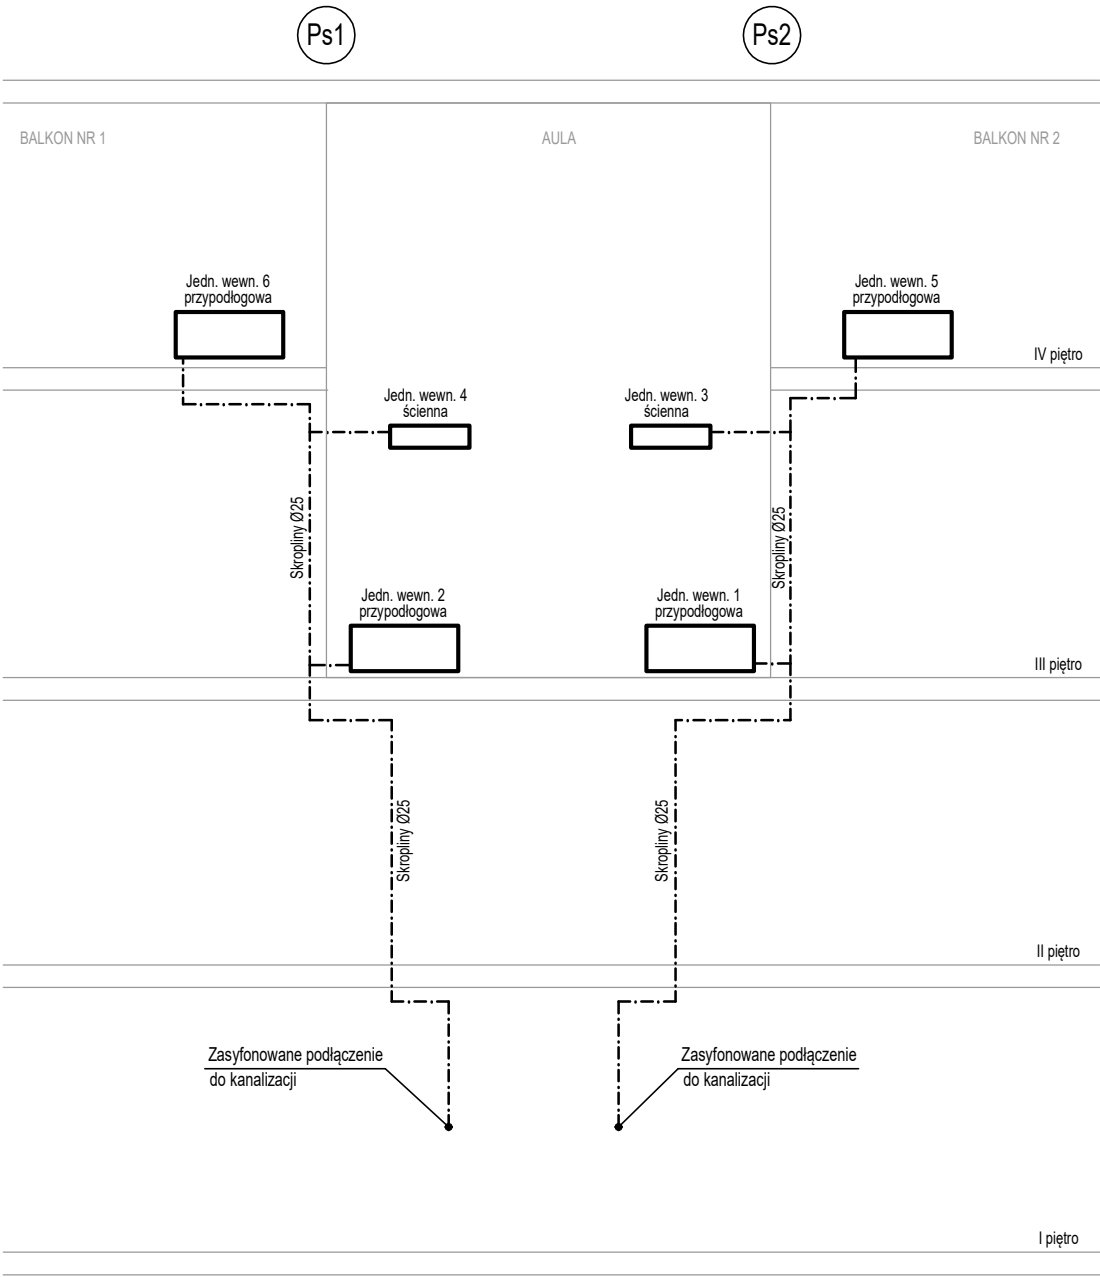 Ps1
Ps2
BALKON NR 1
AULA
BALKON NR 2
Jedn. wewn. 6
przypodłogowa
Jedn. wewn. 5
przypodłogowa
IV piętro
Jedn. wewn. 4
ścienna
Jedn. wewn. 3
ścienna
Skropliny Ø25
Skropliny Ø25
Jedn. wewn. 2
przypodłogowa
Jedn. wewn. 1
przypodłogowa
III piętro
Skropliny Ø25
Skropliny Ø25
II piętro
Zasyfonowane podłączenie
do kanalizacji
Zasyfonowane podłączenie
do kanalizacji
I piętro